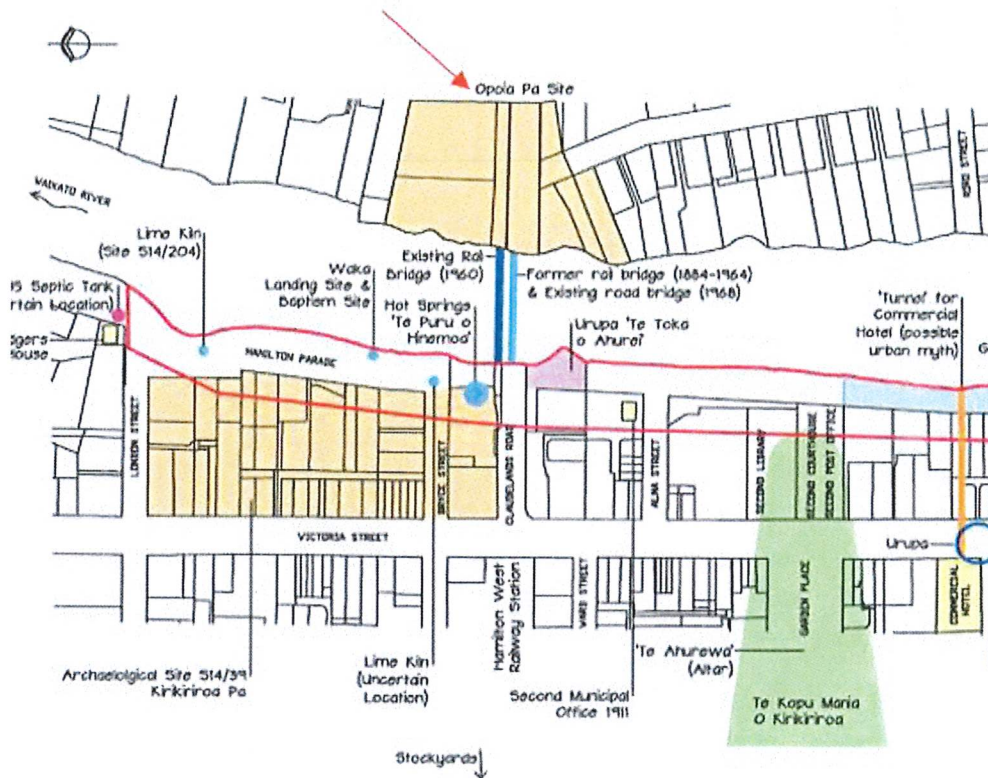 Opoia Pa Site
WAIKATO RIVER
ROAD STREET
Lime Kiln
(Site S14/204)
Waka
Landing Site &
Baptism Site
Existing Rail
Bridge (1960)
Former rail bridge (1884-1964)
& Existing road bridge (1968)
Hot Springs
'Te Puru o
Hinemoa'
Urupa 'Te Toka
o Ahurei'
'Tunnel' for
Commercial
Hotel (possible
urban myth)
G
Septic Tank
rtain Location)
ouse
HAMILTON PARADE
LONDON STREET
BRYCE STREET
CLAUDELANDS ROAD
ALMA STREET
SECOND LIBRARY
SECOND COURTHOUSE
SECOND POST OFFICE
VICTORIA STREET
Urupa
Hamilton West
Railway Station
WARD STREET
GARDEN PLACE
COMMERCIAL
HOTEL
Archaeological Site S14/39
Kirikiriroa Pa
Lime Kiln
(Uncertain
Location)
Second Municipal
Office 1911
'Te Ahurewa'
(Altar)
Te Kopu Mania
O Kirikiriroa
Stockyards